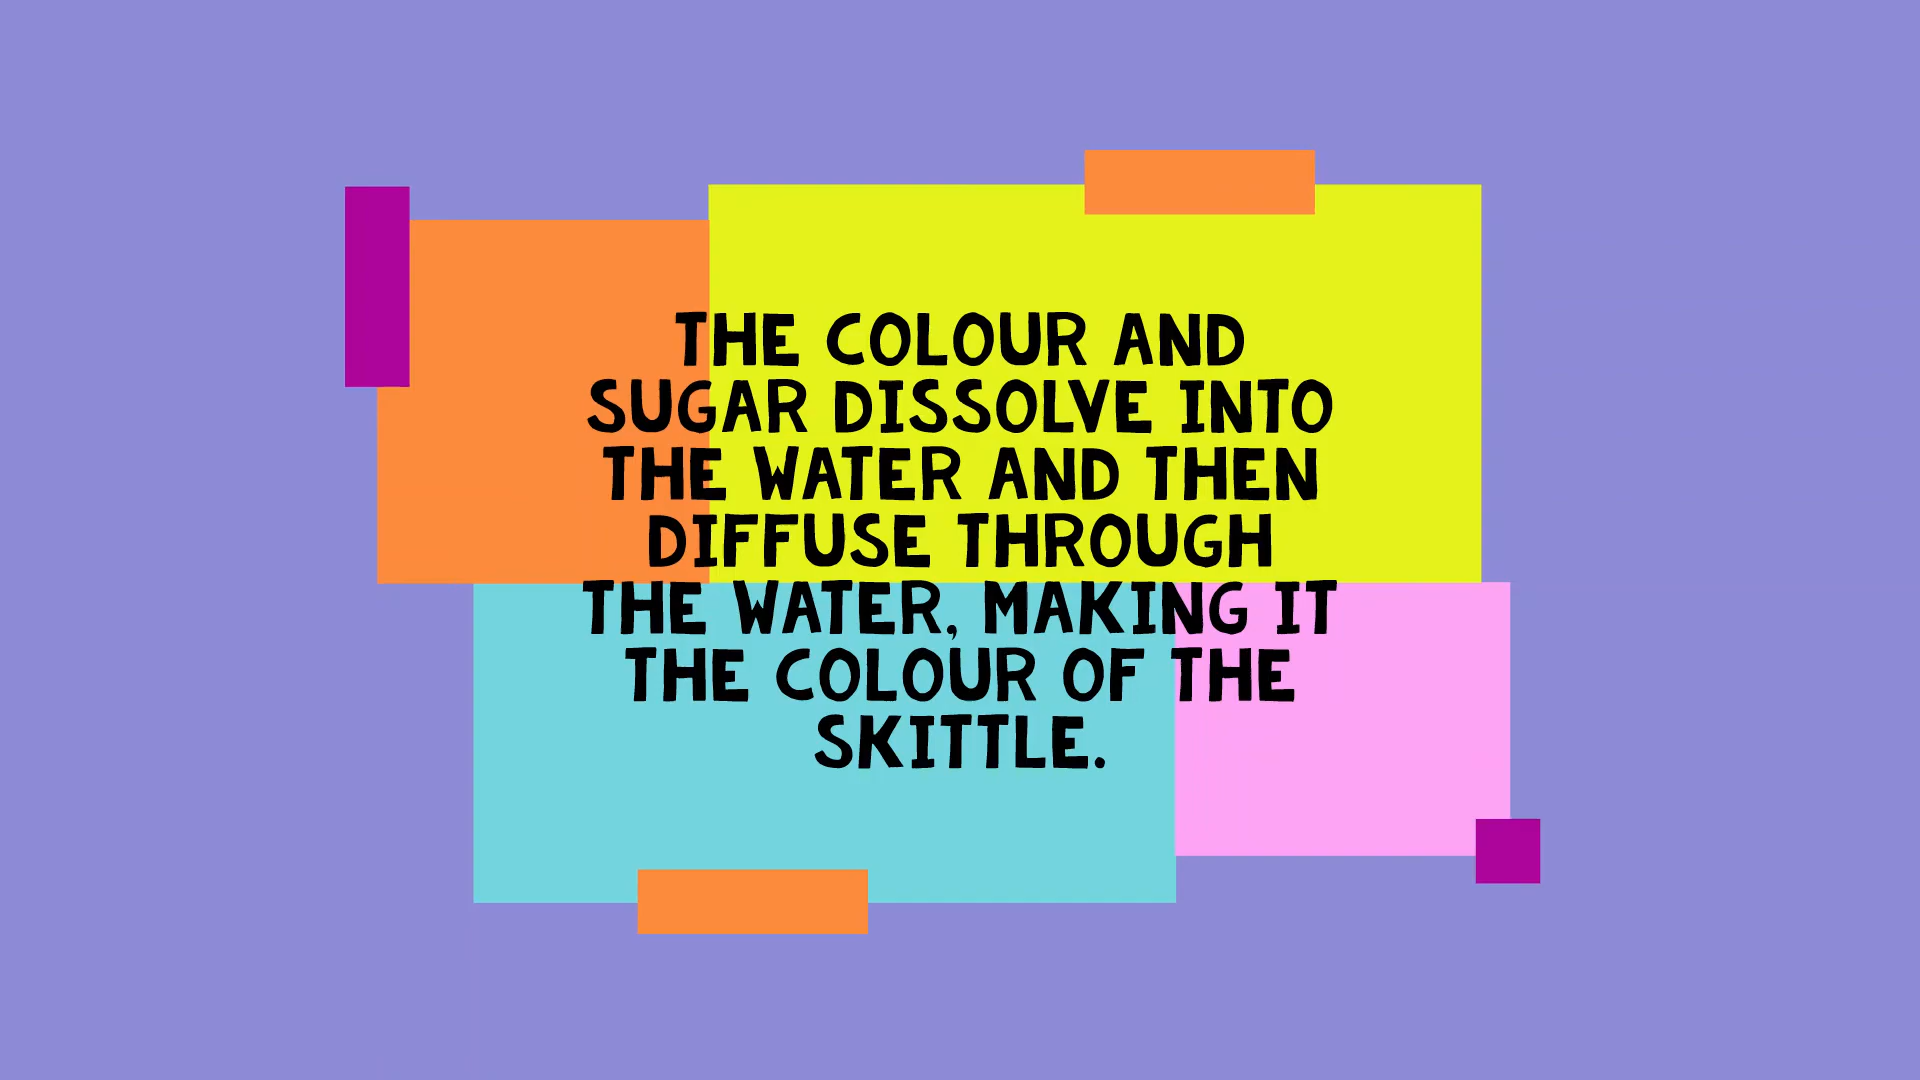 THE COLOUR AND
SUGAR DISSOLVE INTO
THE WATER AND THEN
DIFFUSE THROUGH
THE WATER, MAKING IT
THE COLOUR OF THE
SKITTLE.